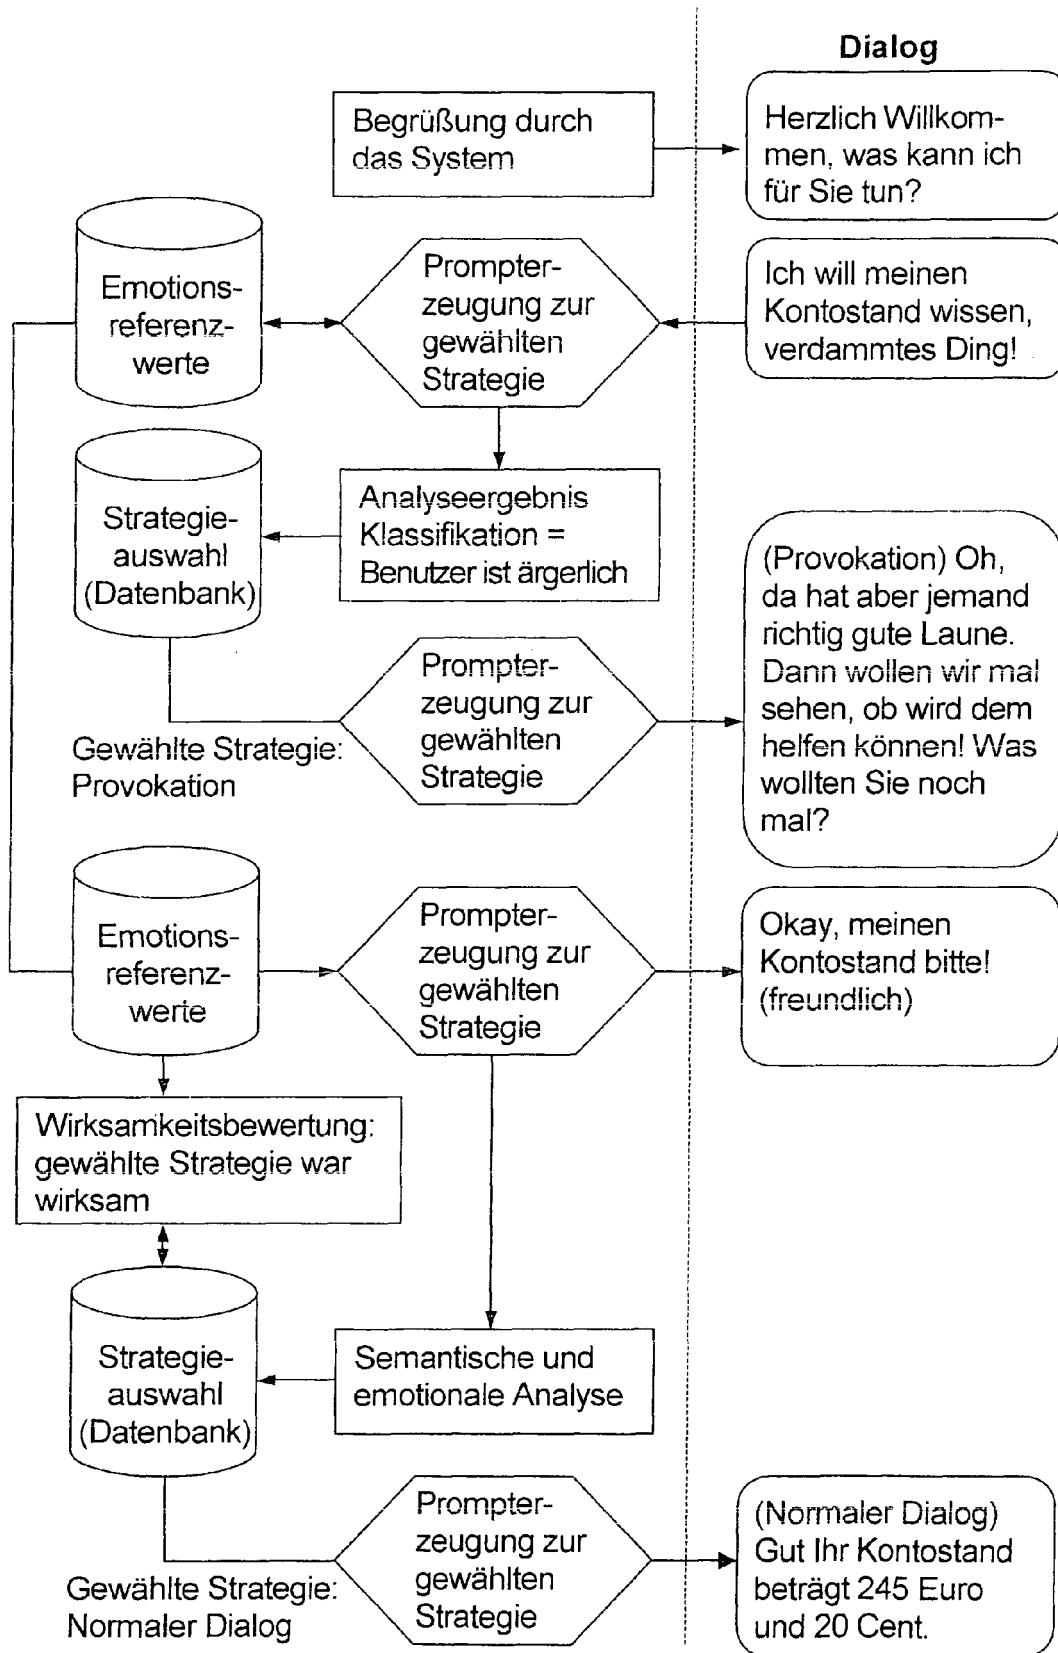 Dialog
Begrüßung durch
das System
Herzlich Willkom-
men, was kann ich
für Sie tun?
Emotions-
referenz-
werte
Prompter-
zeugung zur
gewählten
Strategie
Ich will meinen
Kontostand wissen,
verdammtes Ding!
Strategie-
auswahl
(Datenbank)
Analyseergebnis
Klassifikation =
Benutzer ist ärgerlich
Gewählte Strategie:
Provokation
Prompter-
zeugung zur
gewählten
Strategie
(Provokation) Oh,
da hat aber jemand
richtig gute Laune.
Dann wollen wir mal
sehen, ob wird dem
helfen können! Was
wollten Sie noch
mal?
Emotions-
referenz-
werte
Prompter-
zeugung zur
gewählten
Strategie
Okay, meinen
Kontostand bitte!
(freundlich)
Wirksamkeitsbewertung:
gewählte Strategie war
wirksam
Strategie-
auswahl
(Datenbank)
Semantische und
emotionale Analyse
Gewählte Strategie:
Normaler Dialog
Prompter-
zeugung zur
gewählten
Strategie
(Normaler Dialog)
Gut Ihr Kontostand
beträgt 245 Euro
und 20 Cent.